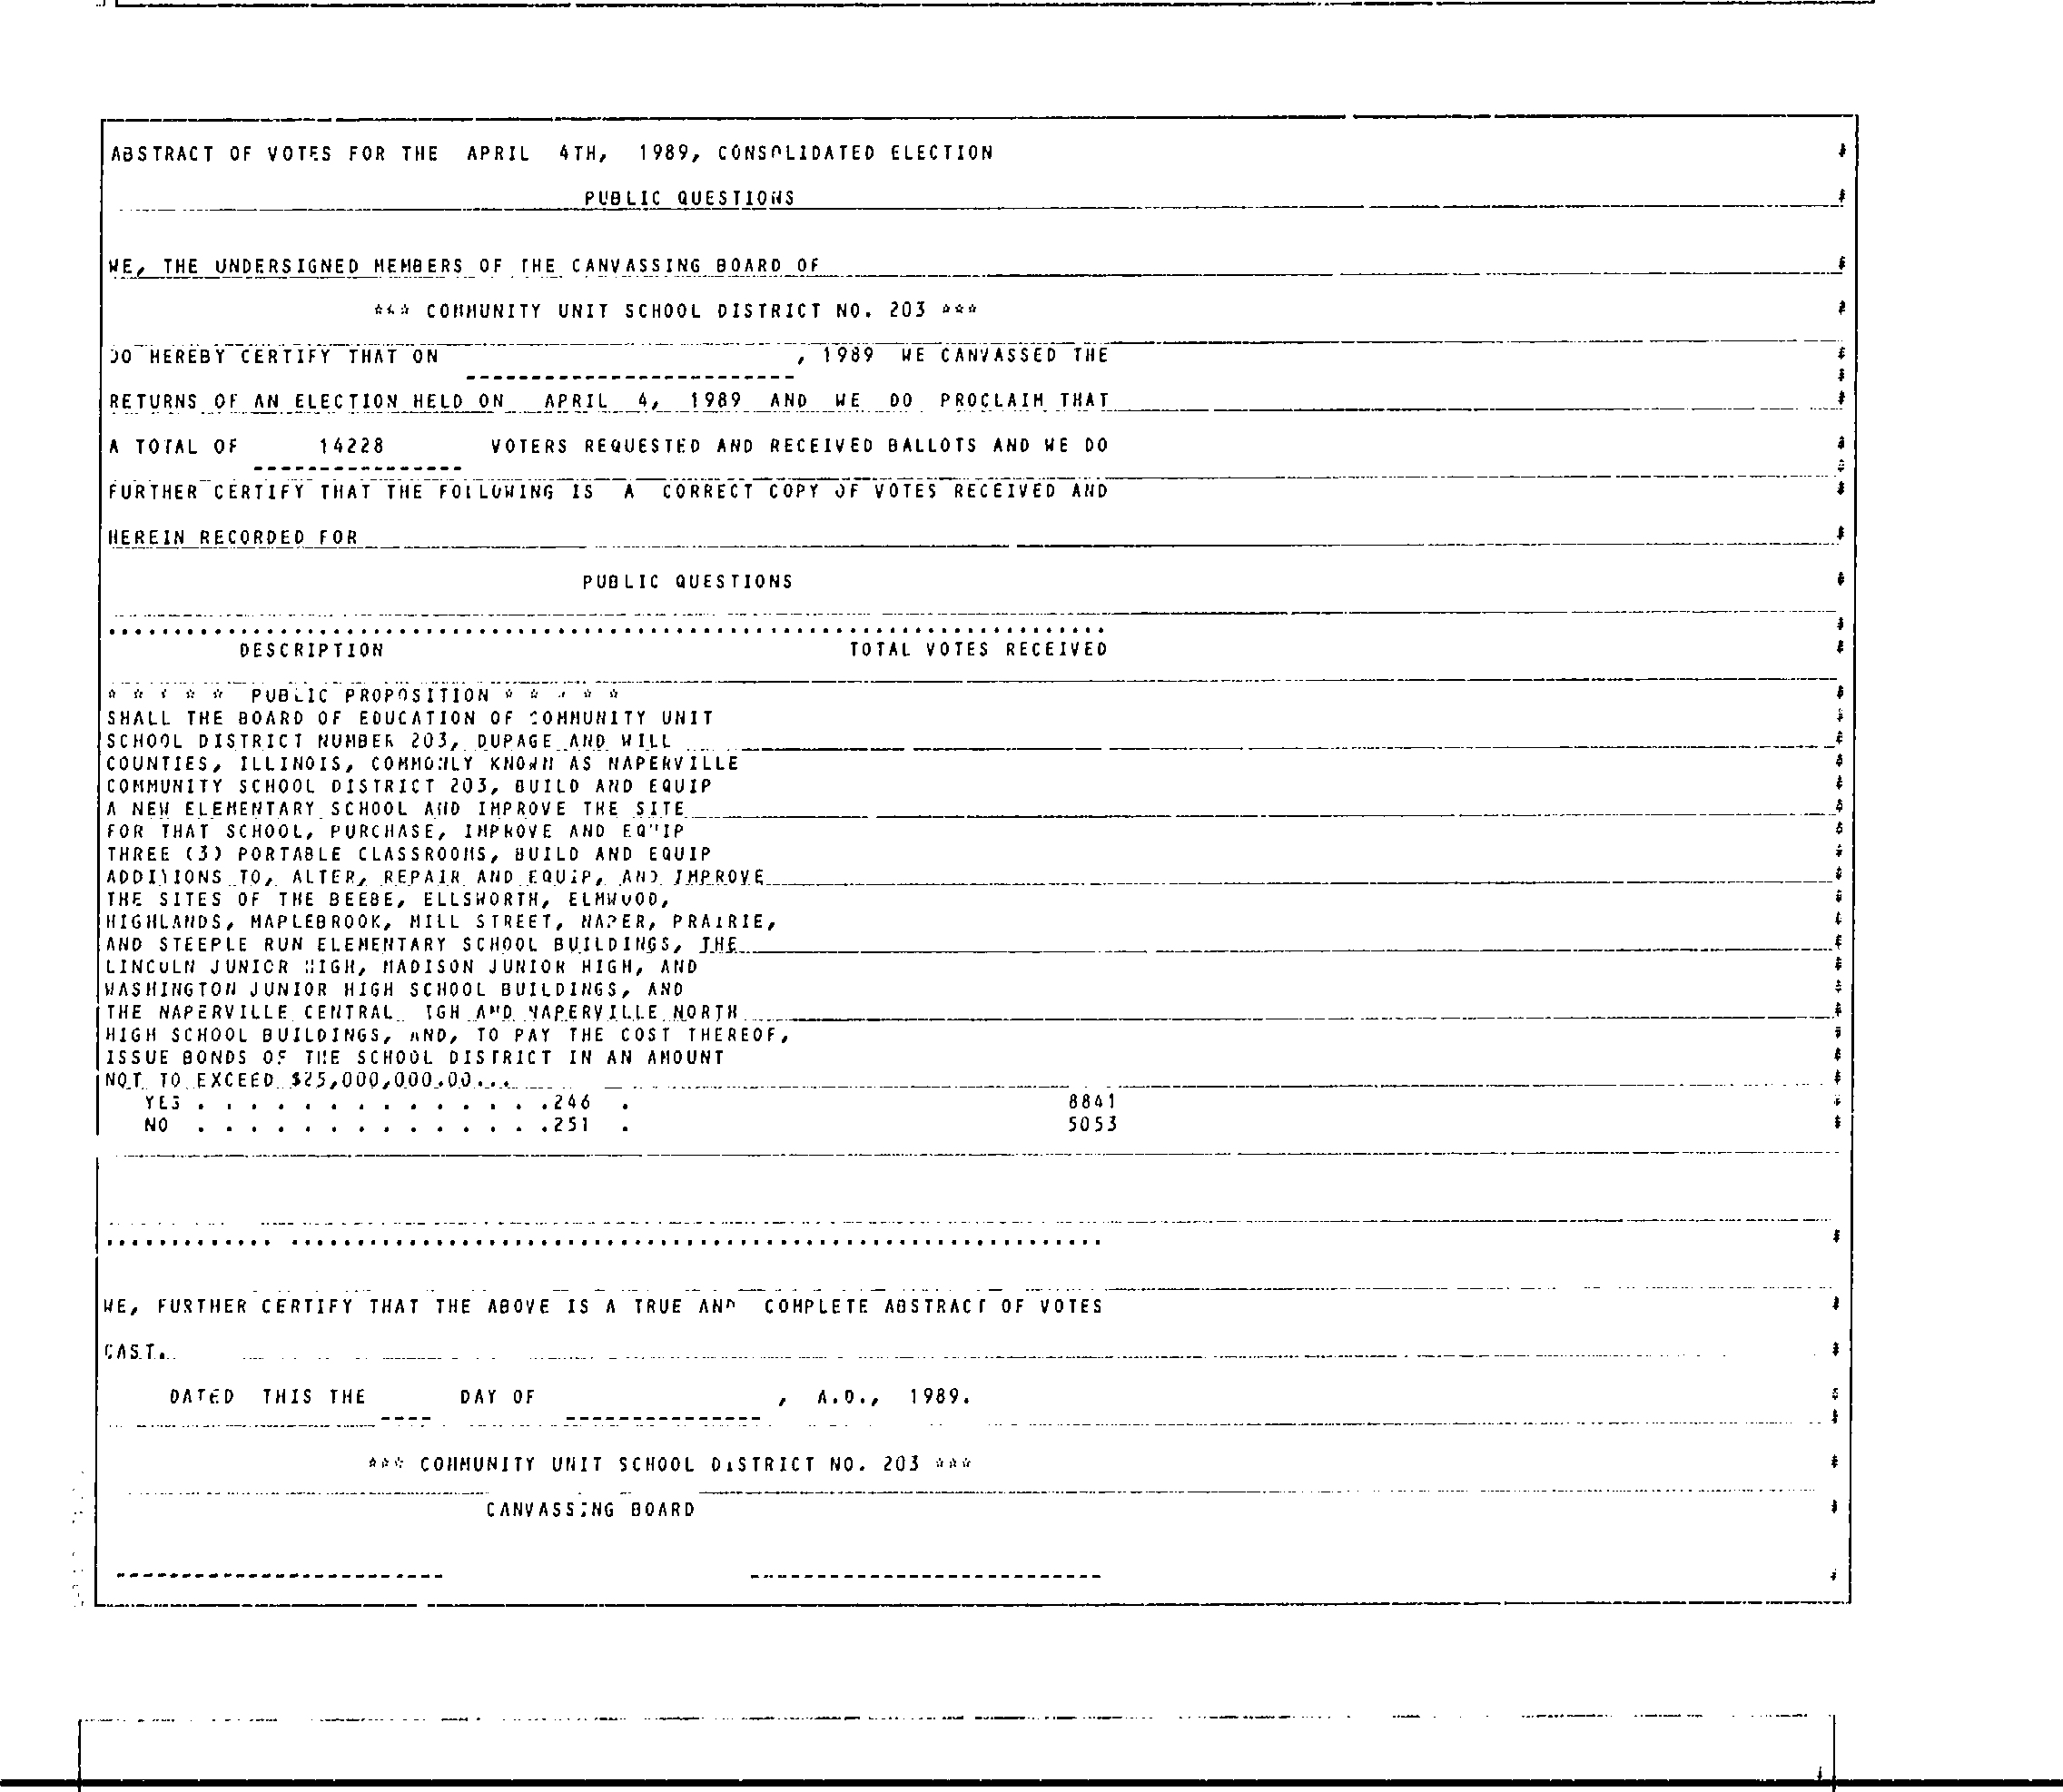 ABSTRACT OF VOTES FOR THE APRIL 4TH, 1989, CONSOLIDATED ELECTION
PUBLIC QUESTIONS
WE, THE UNDERSIGNED MEMBERS OF THE CANVASSING BOARD OF
*** COMMUNITY UNIT SCHOOL DISTRICT NO. 203 ***
DO HEREBY CERTIFY THAT ON , 1989 WE CANVASSED THE
RETURNS OF AN ELECTION HELD ON APRIL 4, 1989 AND WE DO PROCLAIM THAT
A TOTAL OF 14228 VOTERS REQUESTED AND RECEIVED BALLOTS AND WE DO
FURTHER CERTIFY THAT THE FOLLOWING IS A CORRECT COPY OF VOTES RECEIVED AND
HEREIN RECORDED FOR
PUBLIC QUESTIONS
DESCRIPTION TOTAL VOTES RECEIVED
* * * * * PUBLIC PROPOSITION * * * * *
SHALL THE BOARD OF EDUCATION OF COMMUNITY UNIT
SCHOOL DISTRICT NUMBER 203, DUPAGE AND WILL
COUNTIES, ILLINOIS, COMMONLY KNOWN AS NAPERVILLE
COMMUNITY SCHOOL DISTRICT 203, BUILD AND EQUIP
A NEW ELEMENTARY SCHOOL AND IMPROVE THE SITE
FOR THAT SCHOOL, PURCHASE, IMPROVE AND EQUIP
THREE (3) PORTABLE CLASSROOMS, BUILD AND EQUIP
ADDITIONS TO, ALTER, REPAIR AND EQUIP, AND IMPROVE
THE SITES OF THE BEEBE, ELLSWORTH, ELMWOOD,
HIGHLANDS, MAPLEBROOK, MILL STREET, NAPER, PRAIRIE,
AND STEEPLE RUN ELEMENTARY SCHOOL BUILDINGS, THE
LINCOLN JUNIOR HIGH, MADISON JUNIOR HIGH, AND
WASHINGTON JUNIOR HIGH SCHOOL BUILDINGS, AND
THE NAPERVILLE CENTRAL IGH AND NAPERVILLE NORTH
HIGH SCHOOL BUILDINGS, AND, TO PAY THE COST THEREOF,
ISSUE BONDS OF THE SCHOOL DISTRICT IN AN AMOUNT
NOT TO EXCEED $25,000,000.00...
YES . . . . . . . . . . . . . .246 . 8841
NO . . . . . . . . . . . . . .251 . 5053
WE, FURTHER CERTIFY THAT THE ABOVE IS A TRUE AND COMPLETE ABSTRACT OF VOTES
CAST.
DATED THIS THE DAY OF , A.D., 1989.
*** COMMUNITY UNIT SCHOOL DISTRICT NO. 203 ***
CANVASSING BOARD